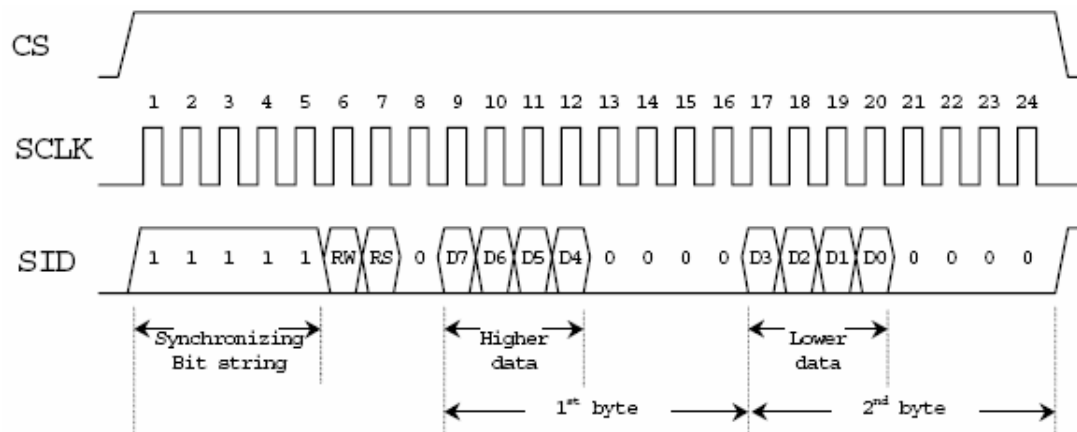 CS
1 2 3 4 5 6 7 8 9 10 11 12 13 14 15 16 17 18 19 20 21 22 23 24
SCLK
SID 1 1 1 1 1 RW RS 0 D7 D6 D5 D4 0 0 0 0 D3 D2 D1 D0 0 0 0 0
Synchronizing Higher Lower
Bit string data data
1st byte 2nd byte